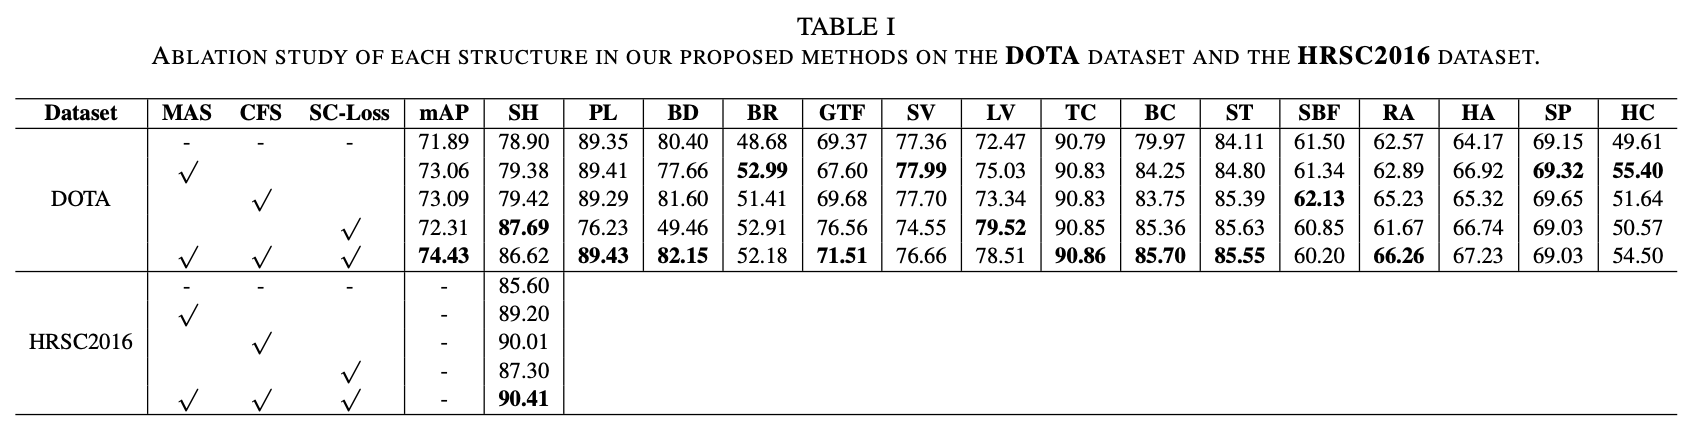 TABLE I
ABLATION STUDY OF EACH STRUCTURE IN OUR PROPOSED METHODS ON THE DOTA DATASET AND THE HRSC2016 DATASET.
Dataset MAS CFS SC-Loss mAP SH PL BD BR GTF SV LV TC BC ST SBF RA HA SP HC
- - - 71.89 78.90 89.35 80.40 48.68 69.37 77.36 72.47 90.79 79.97 84.11 61.50 62.57 64.17 69.15 49.61
√ 73.06 79.38 89.41 77.66 52.99 67.60 77.99 75.03 90.83 84.25 84.80 61.34 62.89 66.92 69.32 55.40
DOTA √ 73.09 79.42 89.29 81.60 51.41 69.68 77.70 73.34 90.83 83.75 85.39 62.13 65.23 65.32 69.65 51.64
√ 72.31 87.69 76.23 49.46 52.91 76.56 74.55 79.52 90.85 85.36 85.63 60.85 61.67 66.74 69.03 50.57
√ √ √ 74.43 86.62 89.43 82.15 52.18 71.51 76.66 78.51 90.86 85.70 85.55 60.20 66.26 67.23 69.03 54.50
- - - - 85.60
√ - 89.20
HRSC2016 √ - 90.01
√ - 87.30
√ √ √ - 90.41